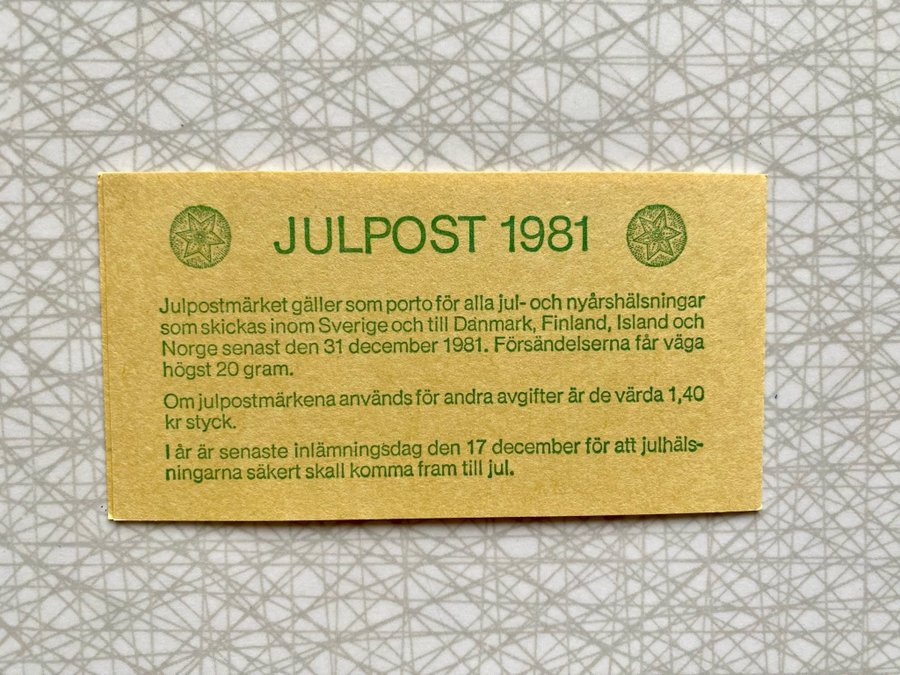 JULPOST 1981
Julpostmärket gäller som porto för alla jul- och nyårshälsningar
som skickas inom Sverige och till Danmark, Finland, Island och
Norge senast den 31 december 1981. Försändelserna får väga
högst 20 gram.
Om julpostmärkena används för andra avgifter är de värda 1,40
kr styck.
I år är senaste inlämningsdag den 17 december för att julhäls-
ningarna säkert skall komma fram till jul.